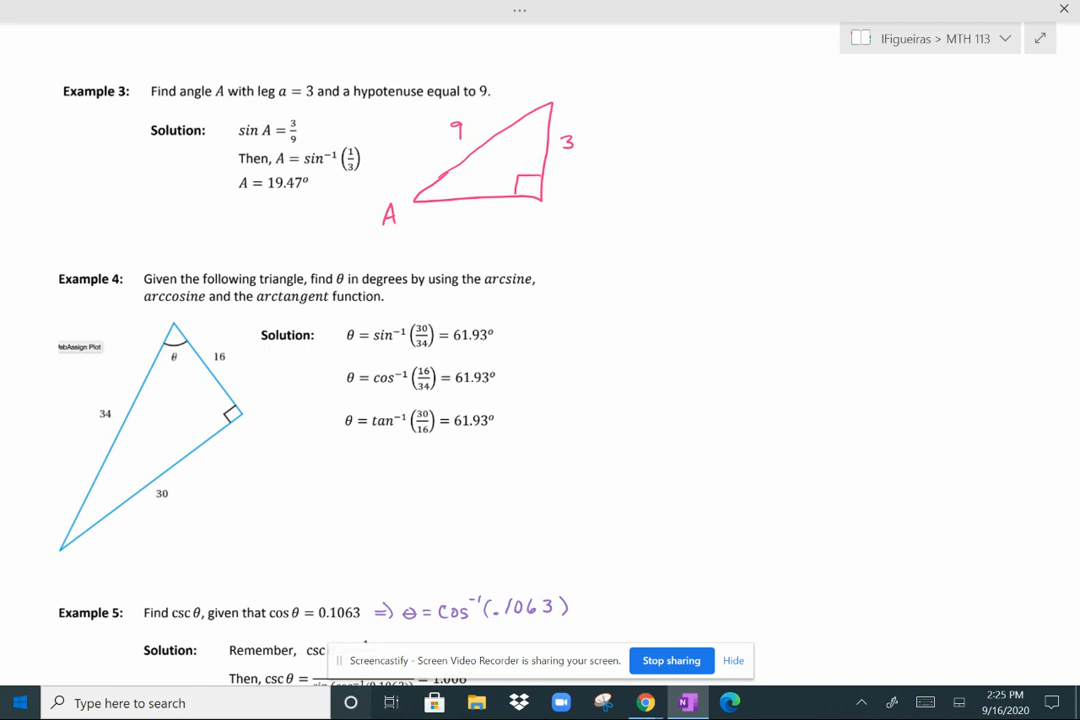 IFigueiras > MTH 113
Example 3: Find angle A with leg a = 3 and a hypotenuse equal to 9.
Solution: sin A = 3/9
Then, A = sin⁻¹ (1/3)
A = 19.47°
9
3
A
Example 4: Given the following triangle, find θ in degrees by using the arcsine,
arccosine and the arctangent function.
Solution: θ = sin⁻¹ (30/34) = 61.93°
θ = cos⁻¹ (16/34) = 61.93°
θ = tan⁻¹ (30/16) = 61.93°
ebAssign Plot
θ
16
34
30
Example 5: Find csc θ, given that cos θ = 0.1063 => θ = cos⁻¹(.1063)
Solution: Remember, csc
Then, csc θ =
Screencastify - Screen Video Recorder is sharing your screen. Stop sharing Hide
Type here to search
2:25 PM
9/16/2020